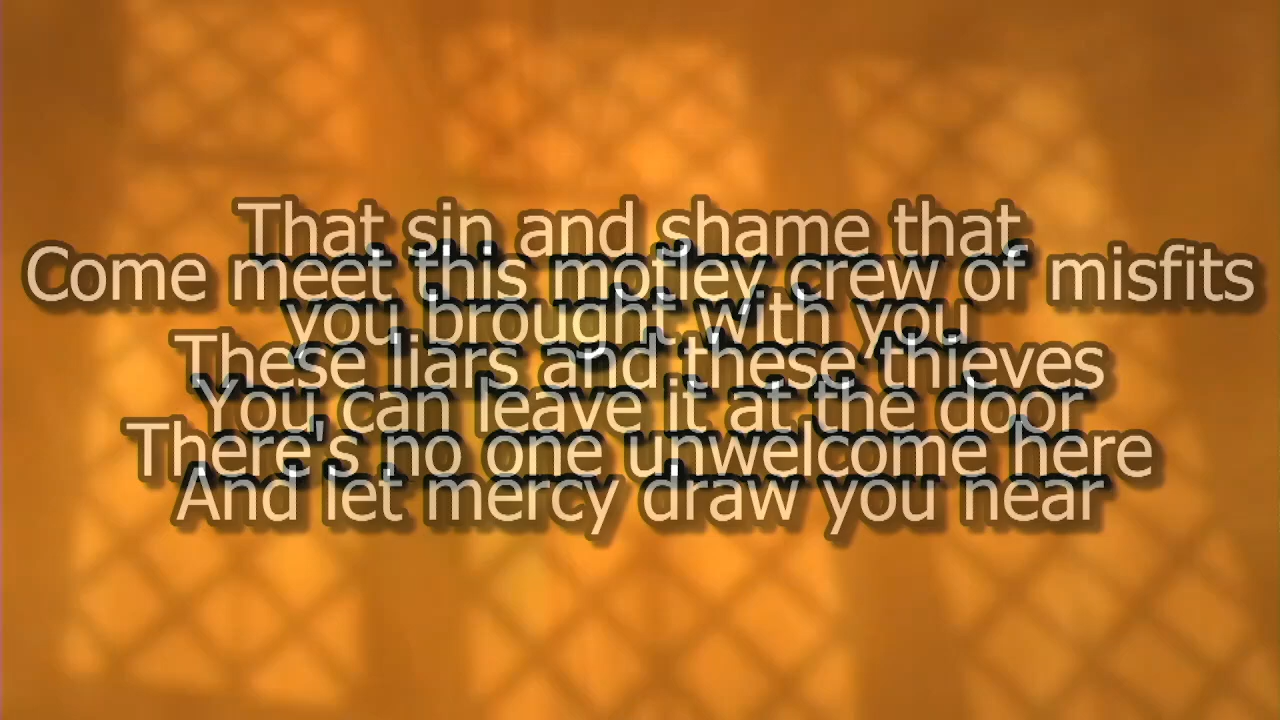 That sin and shame that
Come meet this motley crew of misfits
you brought with you
These liars and these thieves
You can leave it at the door
There's no one unwelcome here
And let mercy draw you near